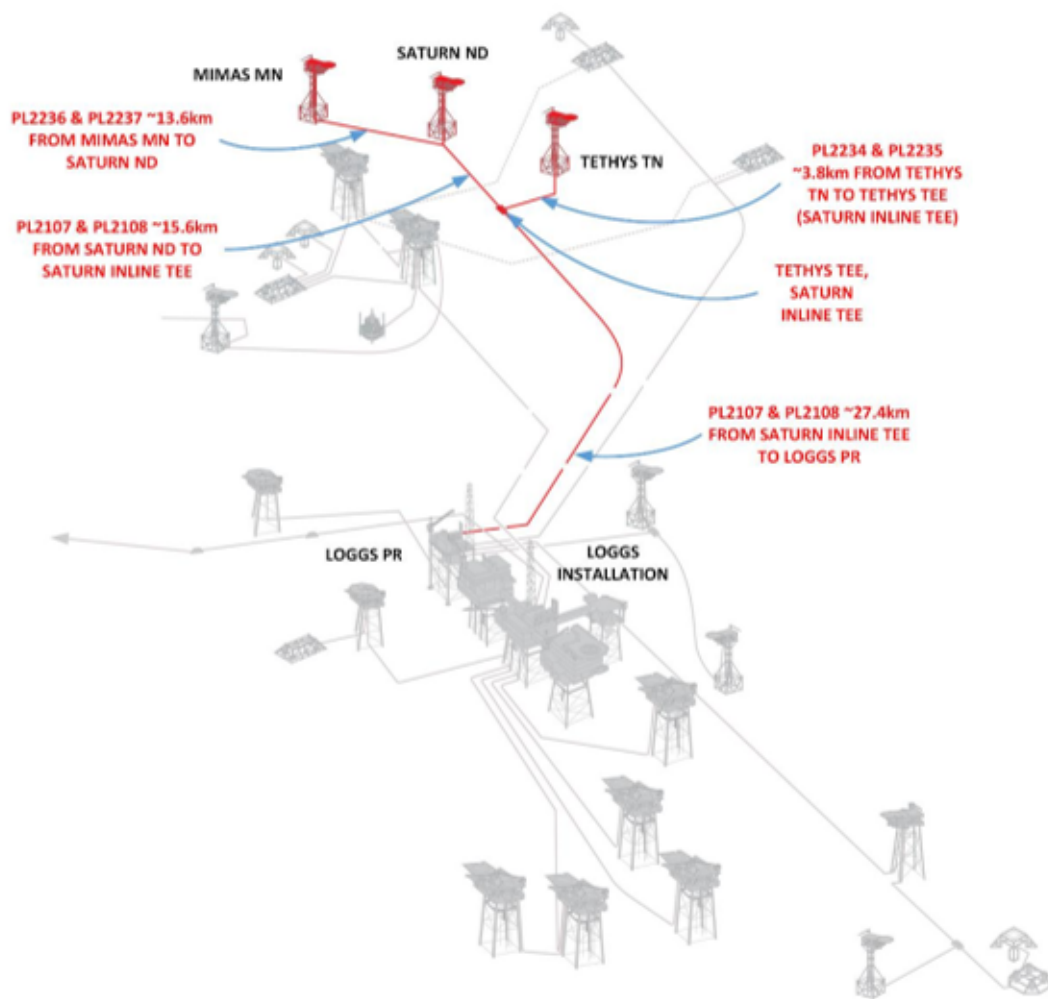 SATURN ND
MIMAS MN
PL2236 & PL2237 ~13.6km
FROM MIMAS MN TO
SATURN ND
TETHYS TN
PL2234 & PL2235
~3.8km FROM TETHYS
TN TO TETHYS TEE
(SATURN INLINE TEE)
PL2107 & PL2108 ~15.6km
FROM SATURN ND TO
SATURN INLINE TEE
TETHYS TEE,
SATURN
INLINE TEE
PL2107 & PL2108 ~27.4km
FROM SATURN INLINE TEE
TO LOGGS PR
LOGGS PR
LOGGS
INSTALLATION